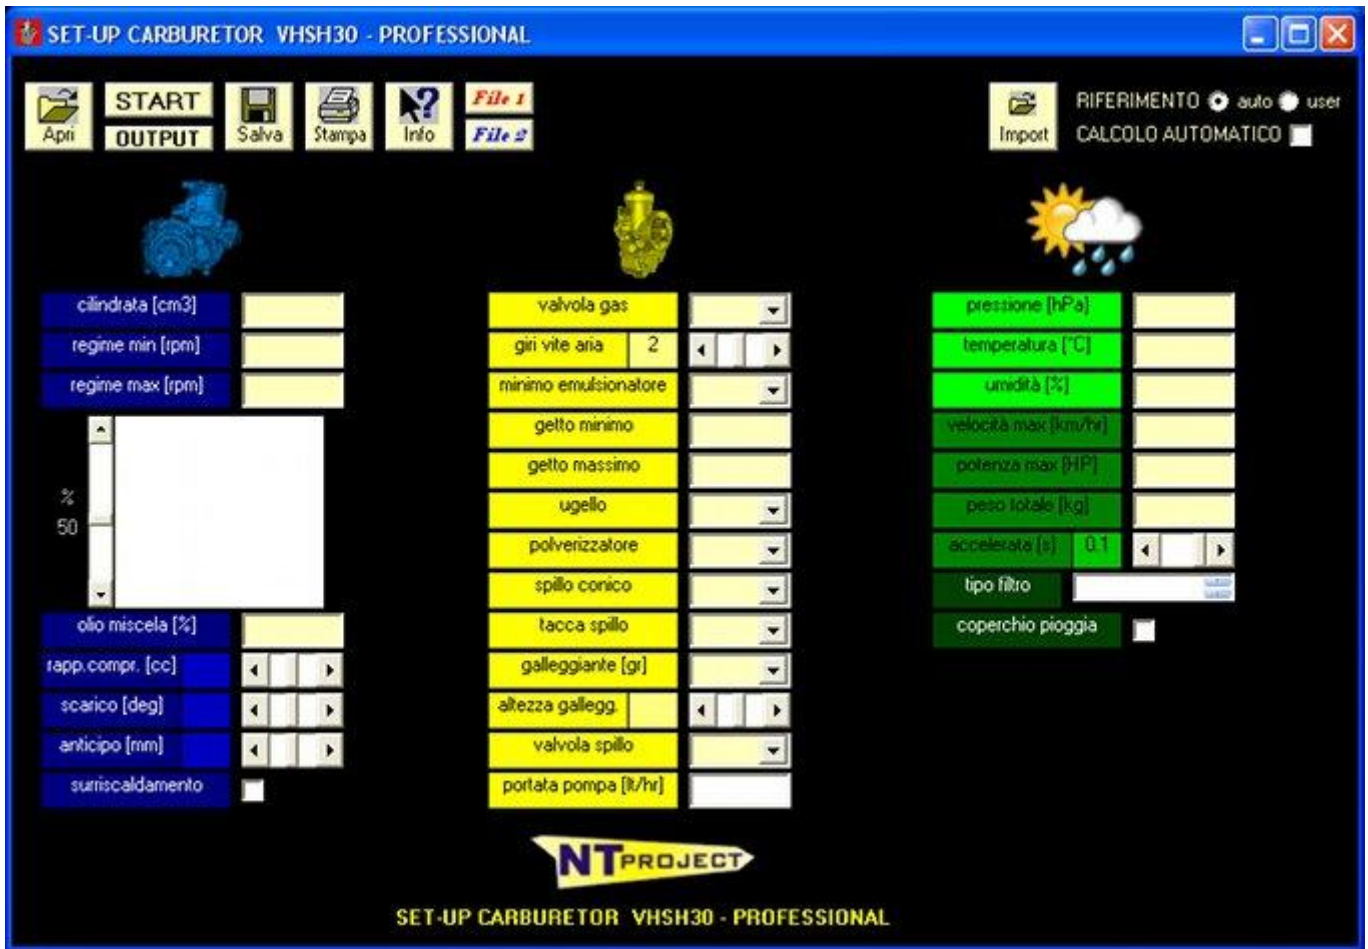 SET-UP CARBURETOR VHSH30 - PROFESSIONAL
Apri
START
OUTPUT
Salva
Stampa
Info
File 1
File 2
Import
RIFERIMENTO auto user
CALCOLO AUTOMATICO
cilindrata [cm3]
regime min [rpm]
regime max [rpm]
%
50
olio miscela [%]
rapp.compr. [cc]
scarico [deg]
anticipo [mm]
surriscaldamento
valvola gas
giri vite aria 2
minimo emulsionatore
getto minimo
getto massimo
ugello
polverizzatore
spillo conico
tacca spillo
galleggiante [gr]
altezza gallegg.
valvola spillo
portata pompa [lt/hr]
pressione [hPa]
temperatura [°C]
umidità [%]
velocità max [km/hr]
potenza max [HP]
peso totale [kg]
accelerata [s] 0.1
tipo filtro
coperchio pioggia
NT PROJECT
SET-UP CARBURETOR VHSH30 - PROFESSIONAL